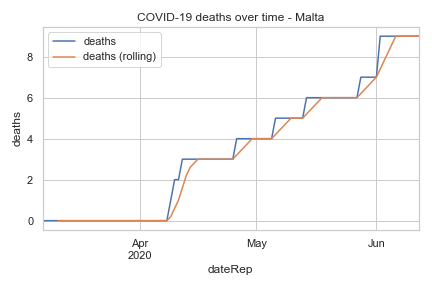 COVID-19 deaths over time - Malta
deaths
deaths (rolling)
deaths
8
6
4
2
0
Apr
2020
May
Jun
dateRep